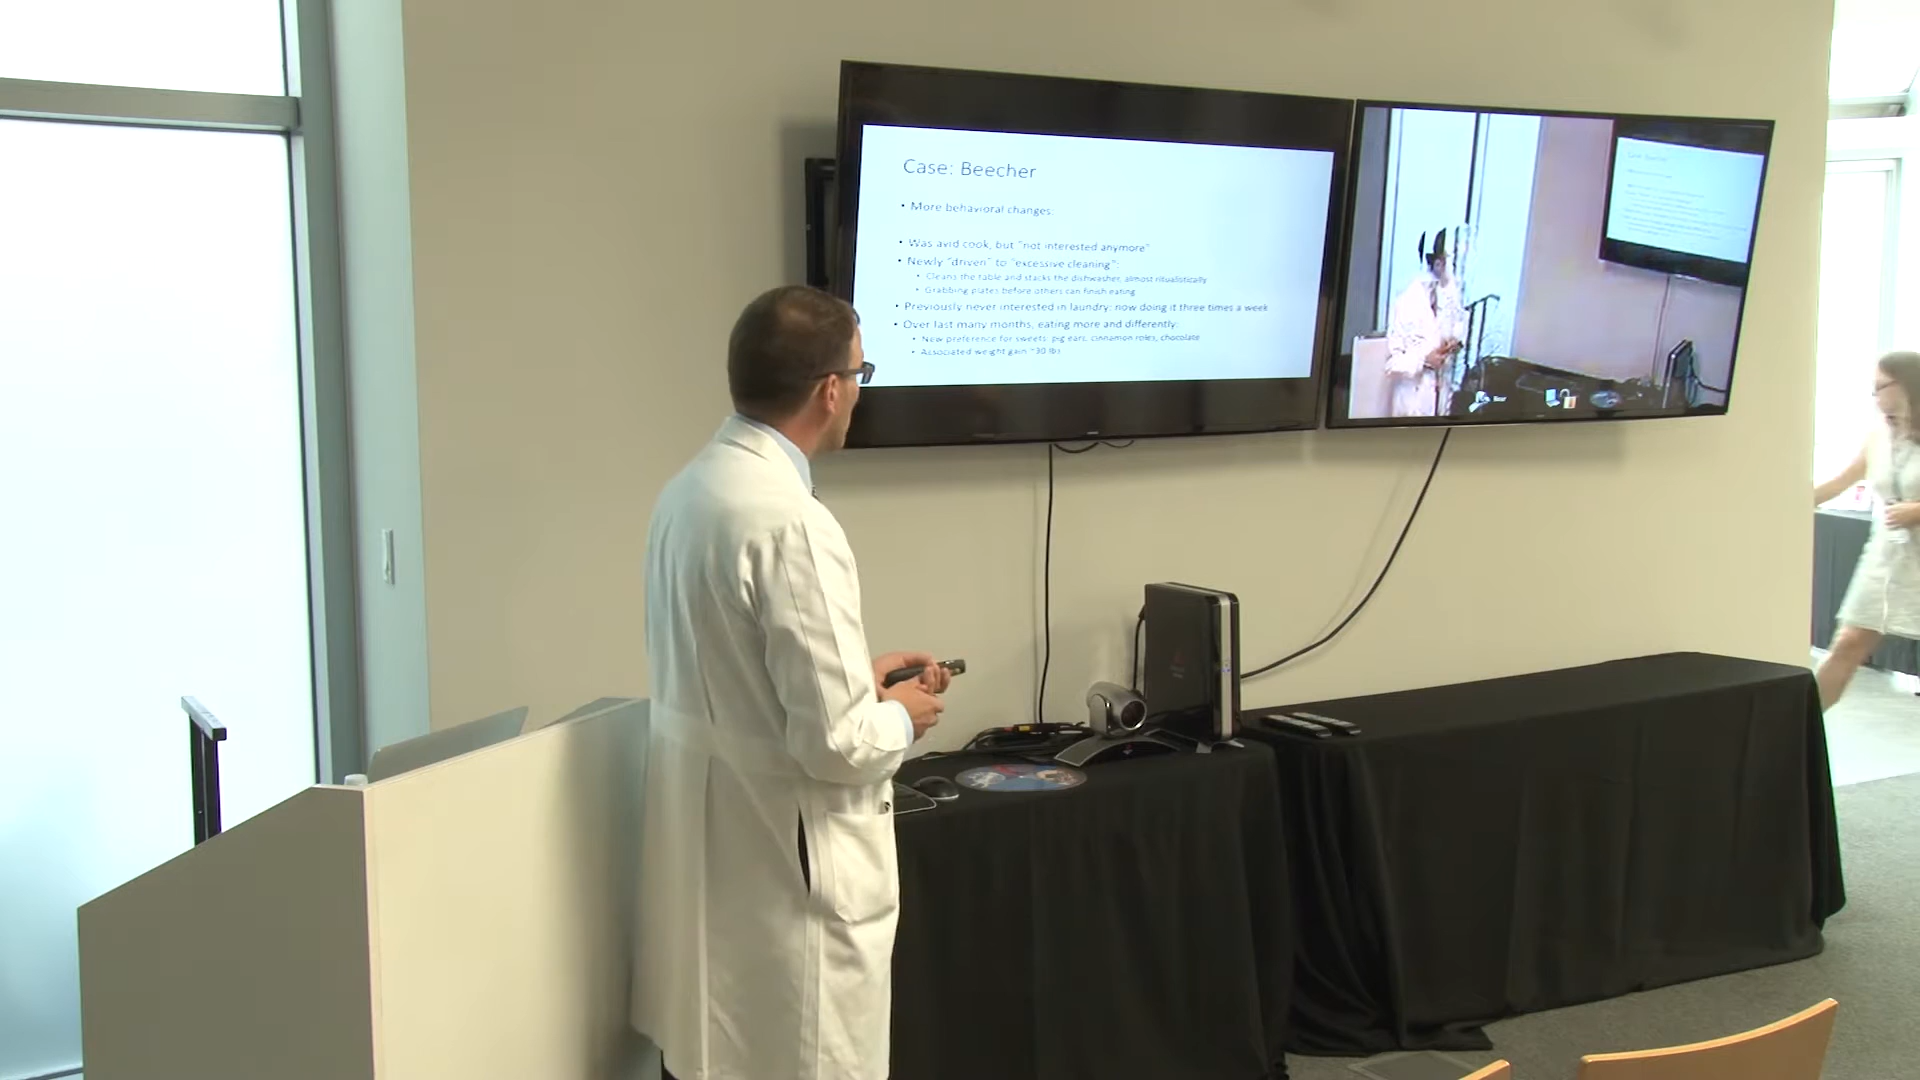 Case: Beecher
• More behavioral changes:
• Was avid cook, but "not interested anymore"
• Newly "driven" to "excessive cleaning":
• Cleans the table and stacks the dishwasher, almost ritualistically
• Grabbing plates before others can finish eating
• Previously never interested in laundry: now doing it three times a week
• Over last many months, eating more and differently:
• New preference for sweets: pig ears, cinnamon roles, chocolate
• Associated weight gain ~30 lbs
Case: Beecher